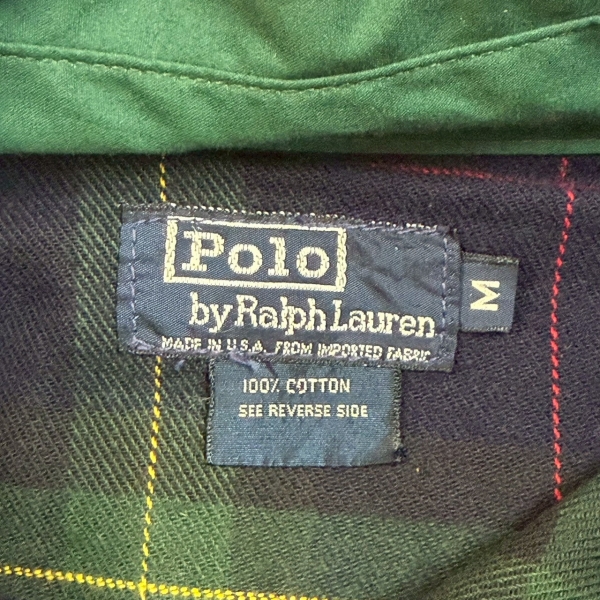 Polo
by Ralph Lauren
MADE IN U.S.A. FROM IMPORTED FABRIC
M
100% COTTON
SEE REVERSE SIDE